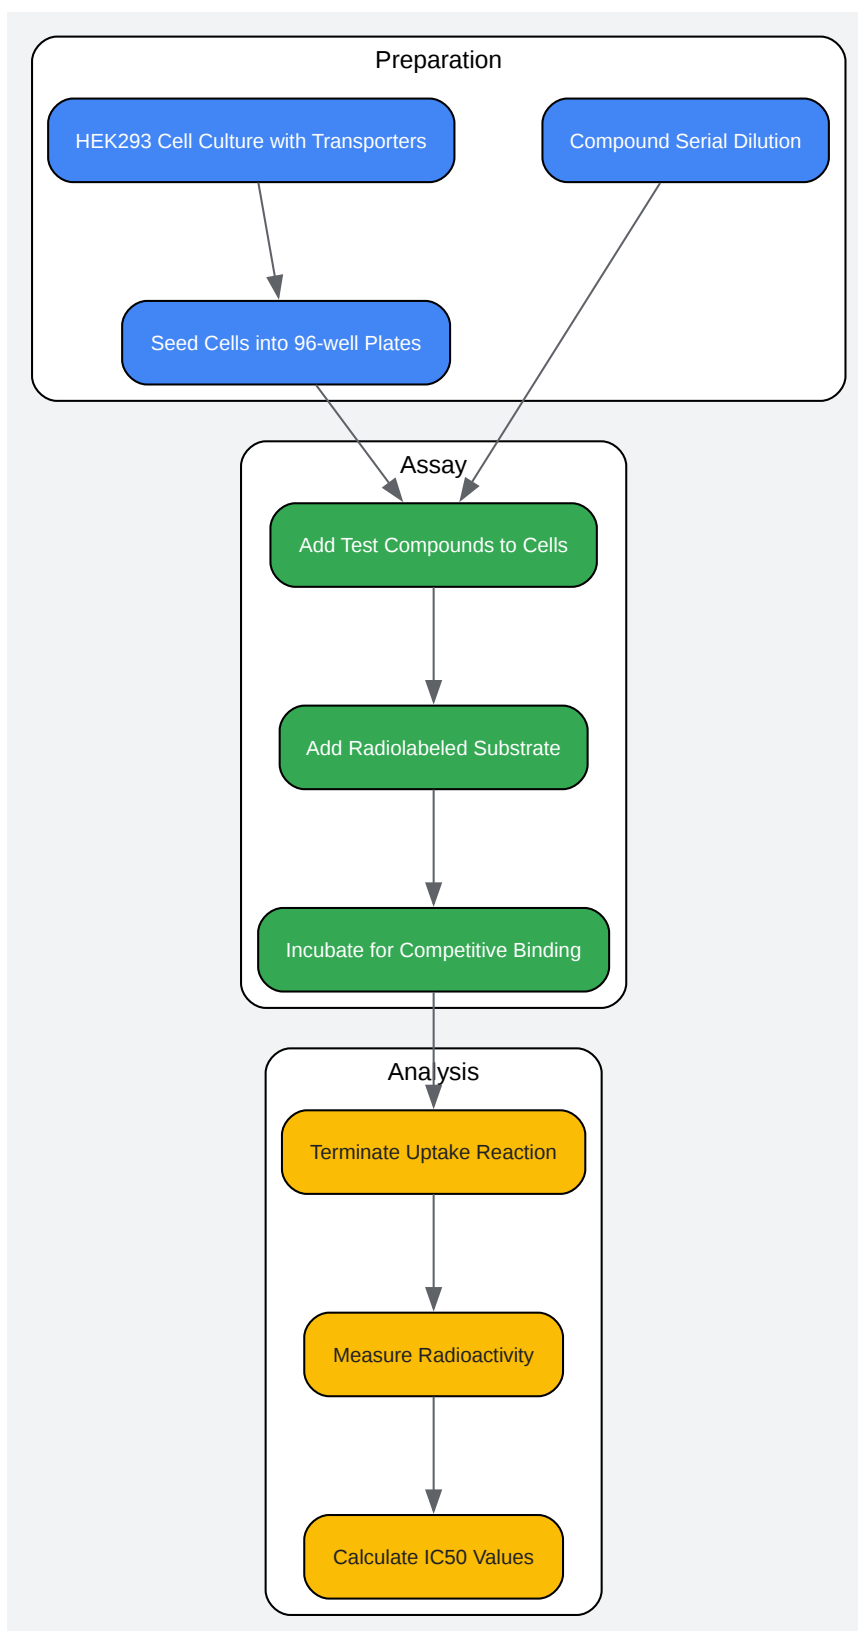 Preparation
HEK293 Cell Culture with Transporters
Compound Serial Dilution
Seed Cells into 96-well Plates
Assay
Add Test Compounds to Cells
Add Radiolabeled Substrate
Incubate for Competitive Binding
Analysis
Terminate Uptake Reaction
Measure Radioactivity
Calculate IC50 Values